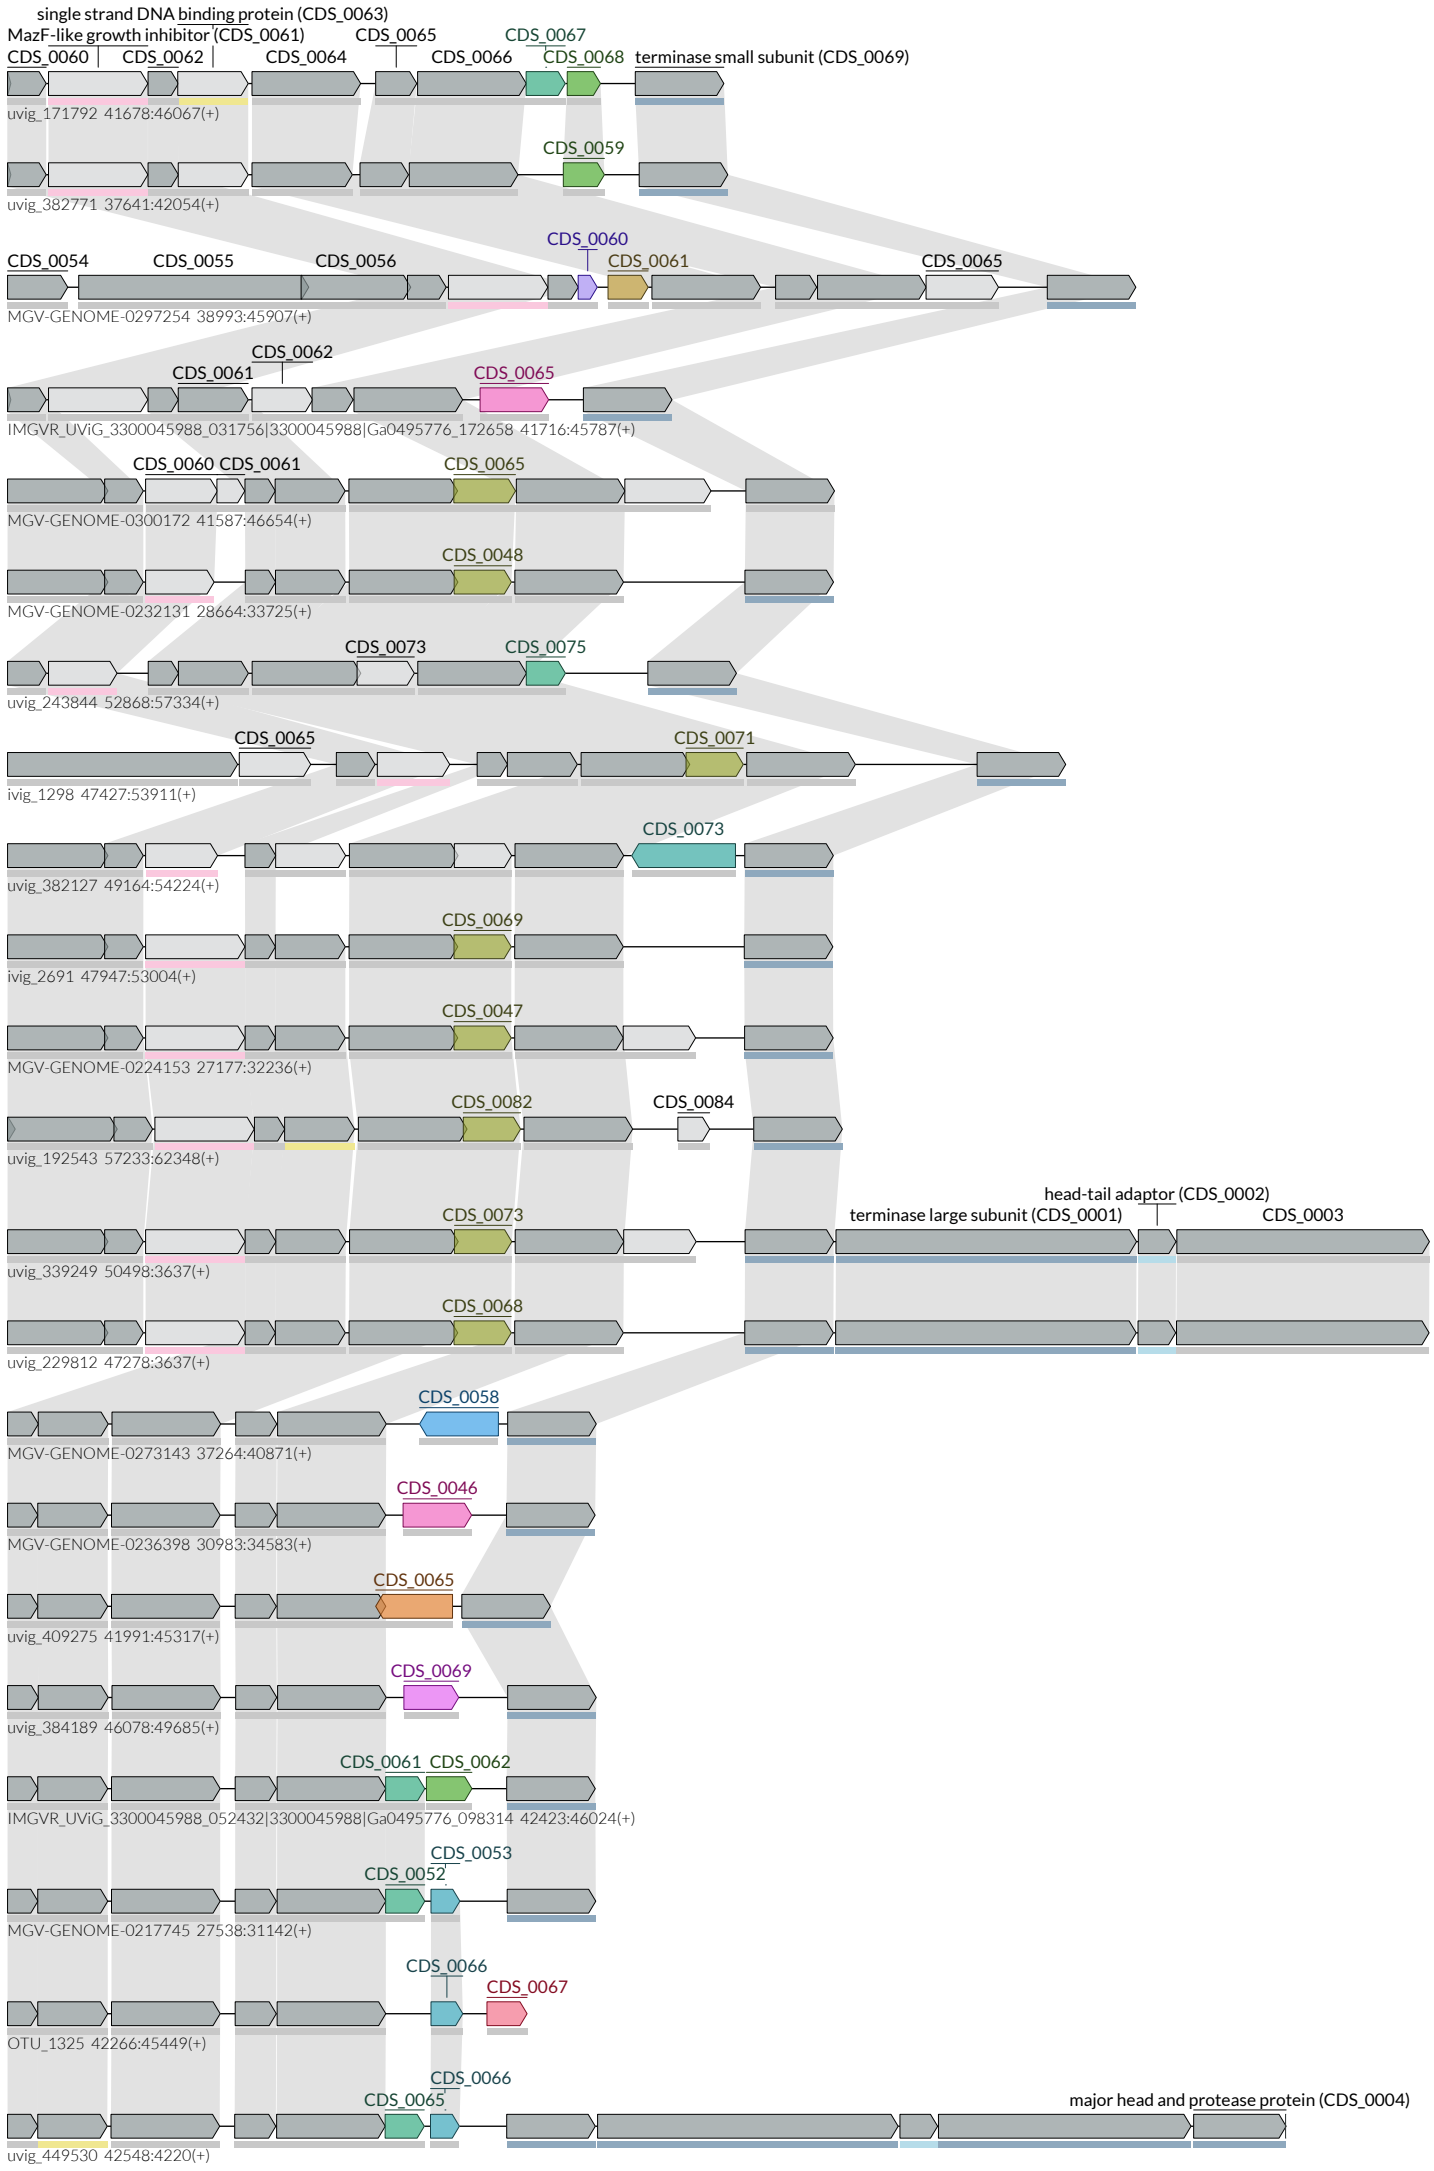 single strand DNA binding protein (CDS_0063)
MazF-like growth inhibitor (CDS_0061) CDS_0065 CDS_0067
CDS_0060 CDS_0062 CDS_0064 CDS_0066 CDS_0068 terminase small subunit (CDS_0069)
uvig_171792 41678:46067(+)
CDS_0059
uvig_382771 37641:42054(+)
CDS_0060
CDS_0054 CDS_0055 CDS_0056 CDS_0061 CDS_0065
MGV-GENOME-0297254 38993:45907(+)
CDS_0062
CDS_0061 CDS_0065
IMGVR_UViG_3300045988_031756|3300045988|Ga0495776_172658 41716:45787(+)
CDS_0060 CDS_0061 CDS_0065
MGV-GENOME-0300172 41587:46654(+)
CDS_0048
MGV-GENOME-0232131 28664:33725(+)
CDS_0073 CDS_0075
uvig_243844 52868:57334(+)
CDS_0065 CDS_0071
ivig_1298 47427:53911(+)
CDS_0073
uvig_382127 49164:54224(+)
CDS_0069
ivig_2691 47947:53004(+)
CDS_0047
MGV-GENOME-0224153 27177:32236(+)
CDS_0082 CDS_0084
uvig_192543 57233:62348(+)
head-tail adaptor (CDS_0002)
CDS_0073 terminase large subunit (CDS_0001) CDS_0003
uvig_339249 50498:3637(+)
CDS_0068
uvig_229812 47278:3637(+)
CDS_0058
MGV-GENOME-0273143 37264:40871(+)
CDS_0046
MGV-GENOME-0236398 30983:34583(+)
CDS_0065
uvig_409275 41991:45317(+)
CDS_0069
uvig_384189 46078:49685(+)
CDS_0061 CDS_0062
IMGVR_UViG_3300045988_052432|3300045988|Ga0495776_098314 42423:46024(+)
CDS_0053
CDS_0052
MGV-GENOME-0217745 27538:31142(+)
CDS_0066
CDS_0067
OTU_1325 42266:45449(+)
CDS_0066
CDS_0065 major head and protease protein (CDS_0004)
uvig_449530 42548:4220(+)